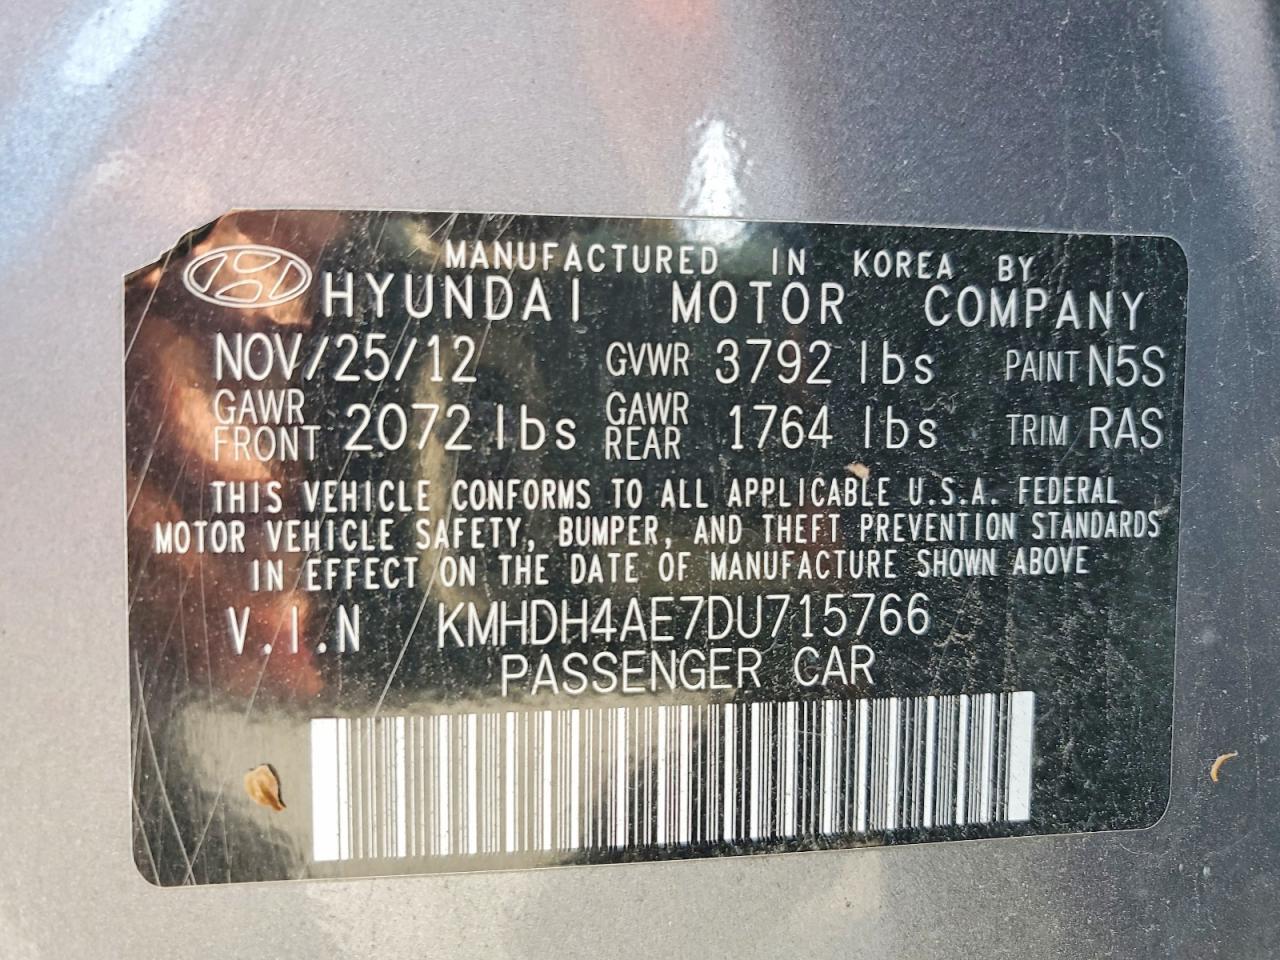 MANUFACTURED IN KOREA BY
HYUNDAI MOTOR COMPANY
NOV/25/12 GVWR 3792 lbs PAINT N5S
GAWR FRONT 2072 lbs GAWR REAR 1764 lbs TRIM RAS
THIS VEHICLE CONFORMS TO ALL APPLICABLE U.S.A. FEDERAL
MOTOR VEHICLE SAFETY, BUMPER, AND THEFT PREVENTION STANDARDS
IN EFFECT ON THE DATE OF MANUFACTURE SHOWN ABOVE
V.I.N KMHDH4AE7DU715766
PASSENGER CAR